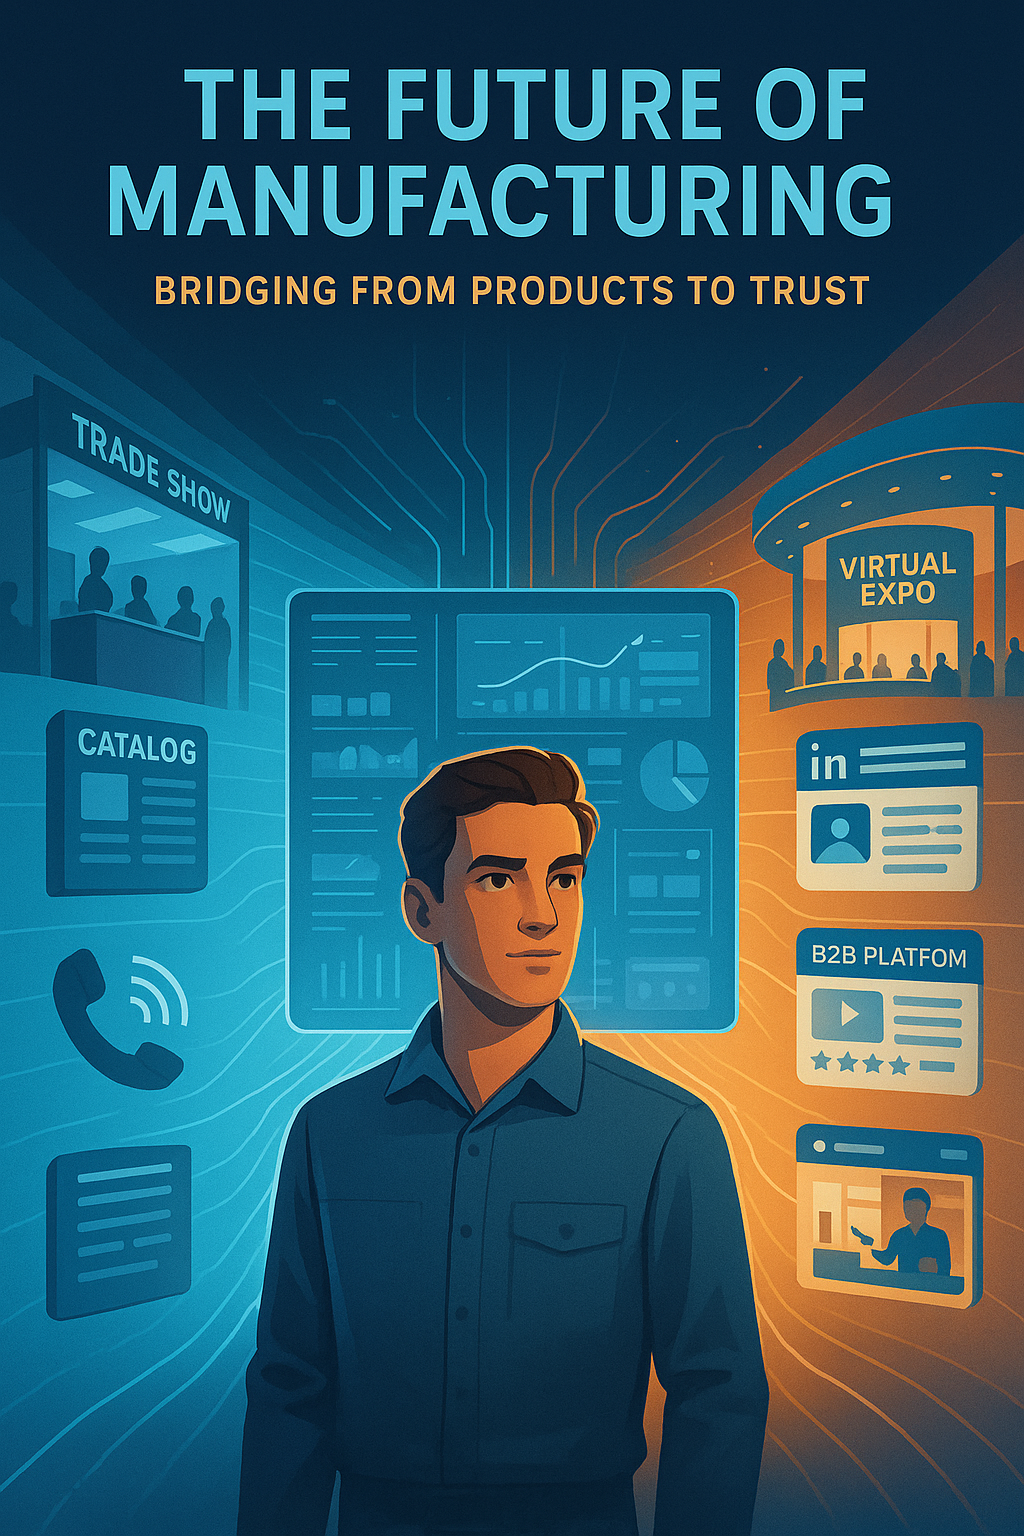 THE FUTURE OF
MANUFACTURING
BRIDGING FROM PRODUCTS TO TRUST
TRADE SHOW
VIRTUAL
EXPO
CATALOG
in
B2B PLATFOM